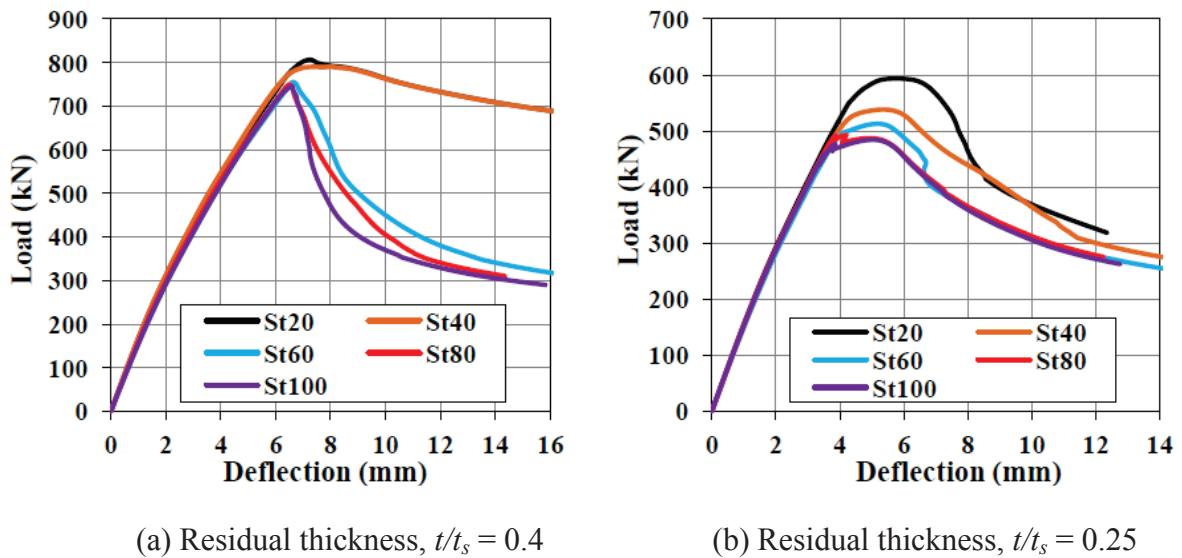 900
800
700
600
500
400
300
200
100
0
Load (kN)
St20 St40
St60 St80
St100
0 2 4 6 8 10 12 14 16
Deflection (mm)
(a) Residual thickness, t/ts = 0.4
700
600
500
400
300
200
100
0
Load (kN)
St20 St40
St60 St80
St100
0 2 4 6 8 10 12 14
Deflection (mm)
(b) Residual thickness, t/ts = 0.25